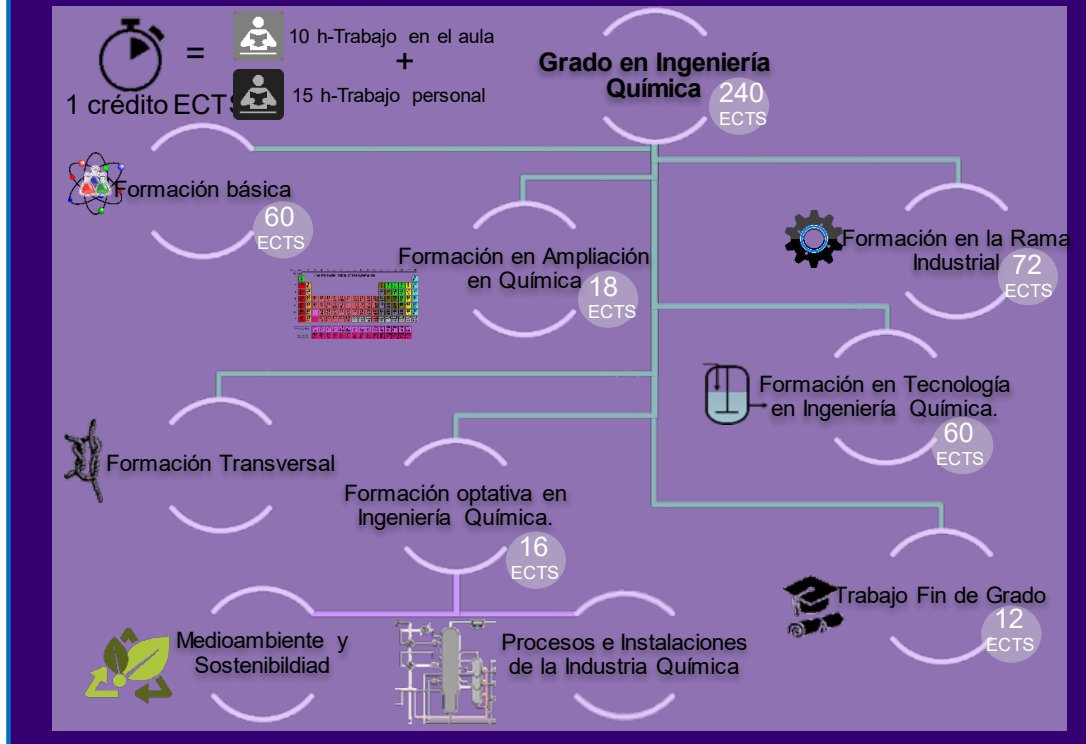 =
10 h-Trabajo en el aula
+
15 h-Trabajo personal
1 crédito ECTS
Grado en Ingeniería
Química
240
ECTS
Formación básica
60
ECTS
Formación en Ampliación
en Química
18
ECTS
Formación en la Rama
Industrial
72
ECTS
Formación en Tecnología
en Ingeniería Química.
60
ECTS
Formación Transversal
Formación optativa en
Ingeniería Química.
16
ECTS
Trabajo Fin de Grado
12
ECTS
Medioambiente y
Sostenibildiad
Procesos e Instalaciones
de la Industria Química